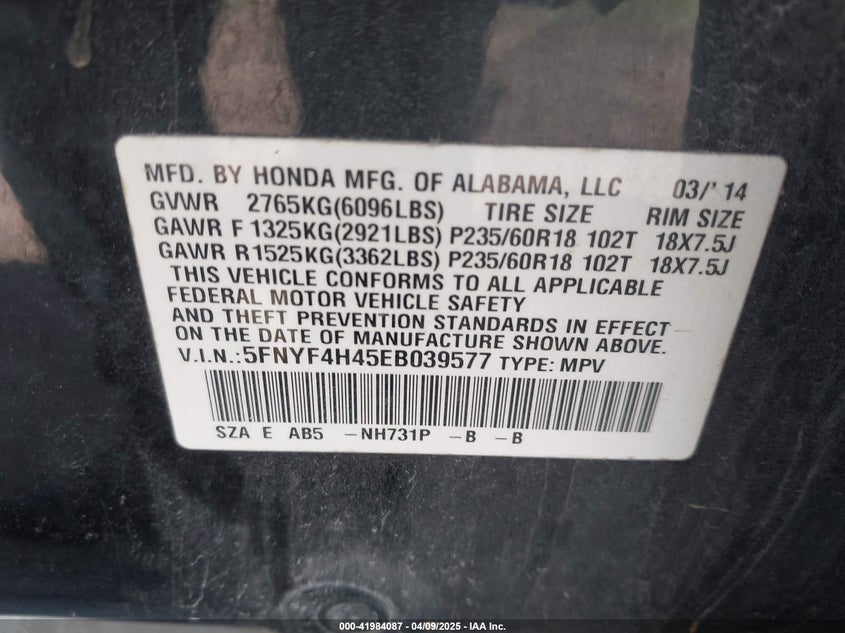 MFD. BY HONDA MFG. OF ALABAMA, LLC 03/'14
GVWR 2765KG(6096LBS) TIRE SIZE RIM SIZE
GAWR F 1325KG(2921LBS) P235/60R18 102T 18X7.5J
GAWR R 1525KG(3362LBS) P235/60R18 102T 18X7.5J
THIS VEHICLE CONFORMS TO ALL APPLICABLE
FEDERAL MOTOR VEHICLE SAFETY
AND THEFT PREVENTION STANDARDS IN EFFECT
ON THE DATE OF MANUFACTURE SHOWN ABOVE.
V.I.N.:5FNYF4H45EB039577 TYPE: MPV
SZA E AB5 -NH731P -B -B
000-41984087 - 04/09/2025 - IAA Inc.